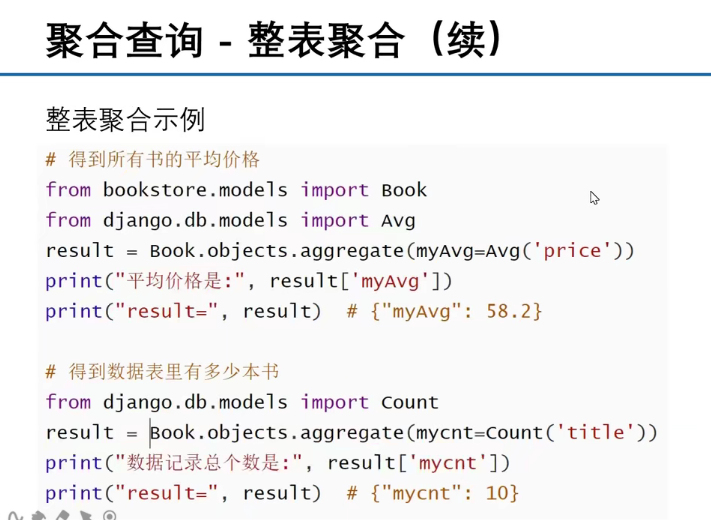 聚合查询 - 整表聚合（续）
整表聚合示例
# 得到所有书的平均价格
from bookstore.models import Book
from django.db.models import Avg
result = Book.objects.aggregate(myAvg=Avg('price'))
print("平均价格是:", result['myAvg'])
print("result=", result)  # {"myAvg": 58.2}
# 得到数据表里有多少本书
from django.db.models import Count
result = Book.objects.aggregate(mycnt=Count('title'))
print("数据记录总个数是:", result['mycnt'])
print("result=", result)  # {"mycnt": 10}